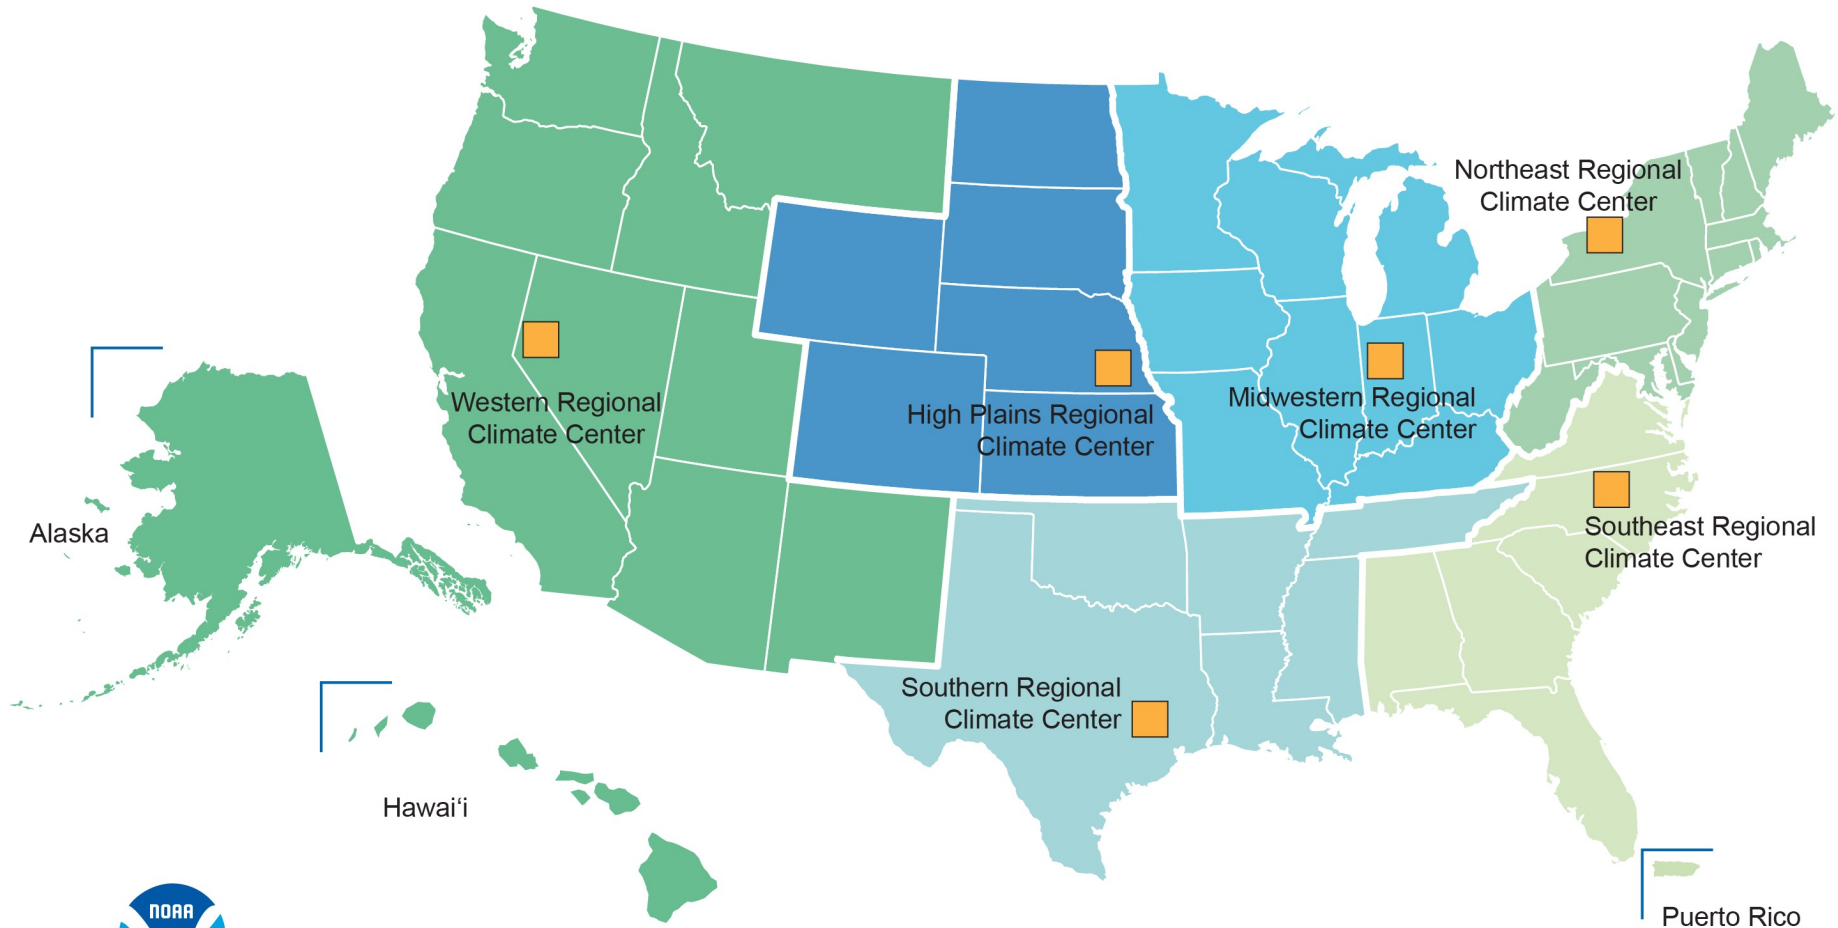 Northeast Regional
Climate Center
Western Regional
Climate Center
High Plains Regional
Climate Center
Midwestern Regional
Climate Center
Alaska
Southeast Regional
Climate Center
Southern Regional
Climate Center
Hawai‘i
NOAA
Puerto Rico